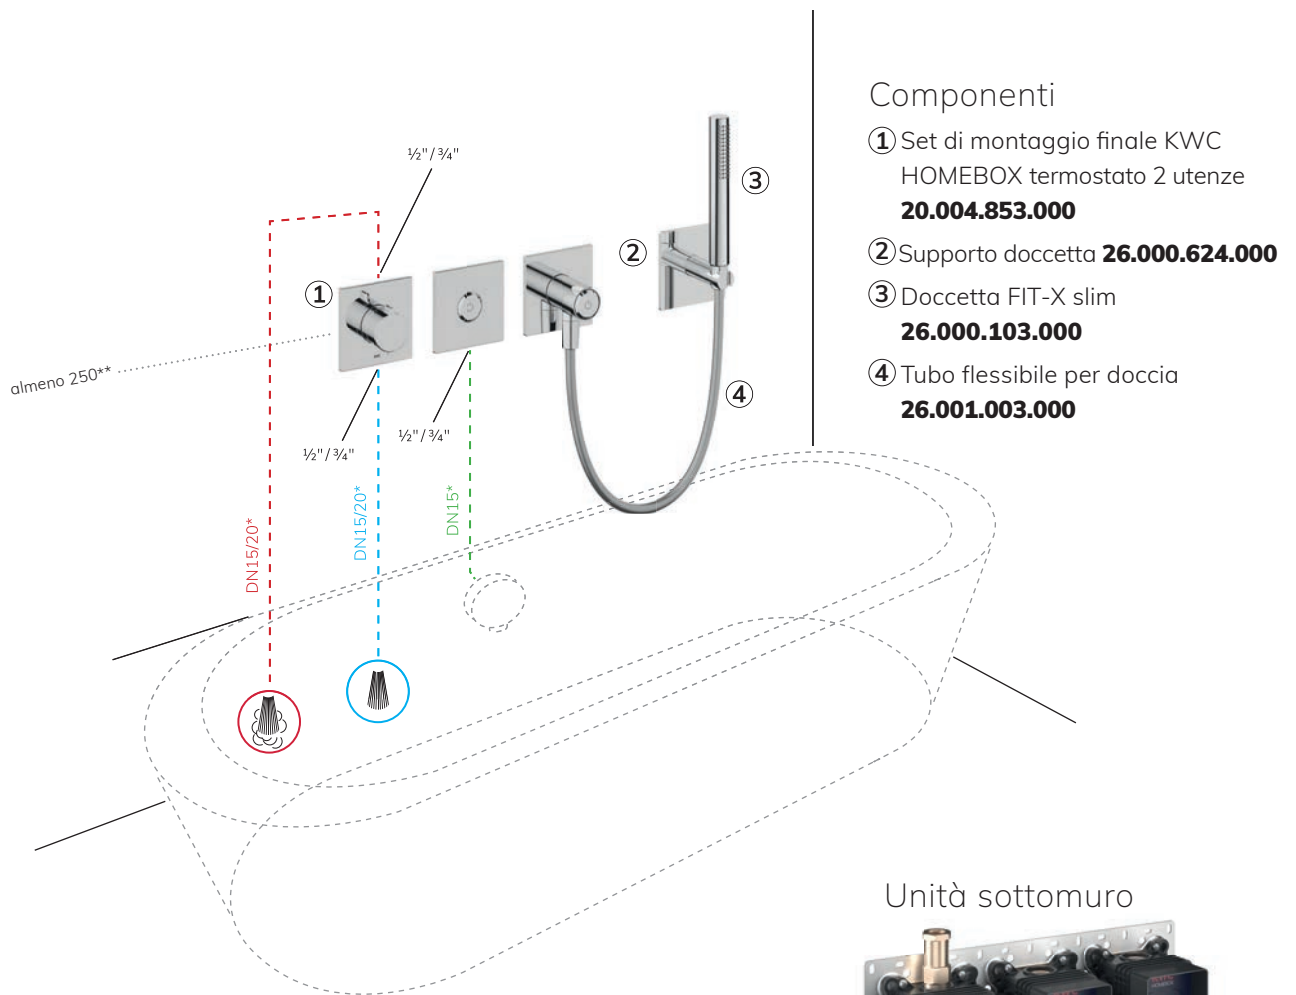 Componenti
① Set di montaggio finale KWC
HOMEBOX termostato 2 utenze
20.004.853.000
② Supporto doccetta 26.000.624.000
③ Doccetta FIT-X slim
26.000.103.000
④ Tubo flessibile per doccia
26.001.003.000
½"/¾"
③
②
①
almeno 250**
④
½"/¾"
½"/¾"
DN15/20*
DN15/20*
DN15*
Unità sottomuro
HOMEBOX